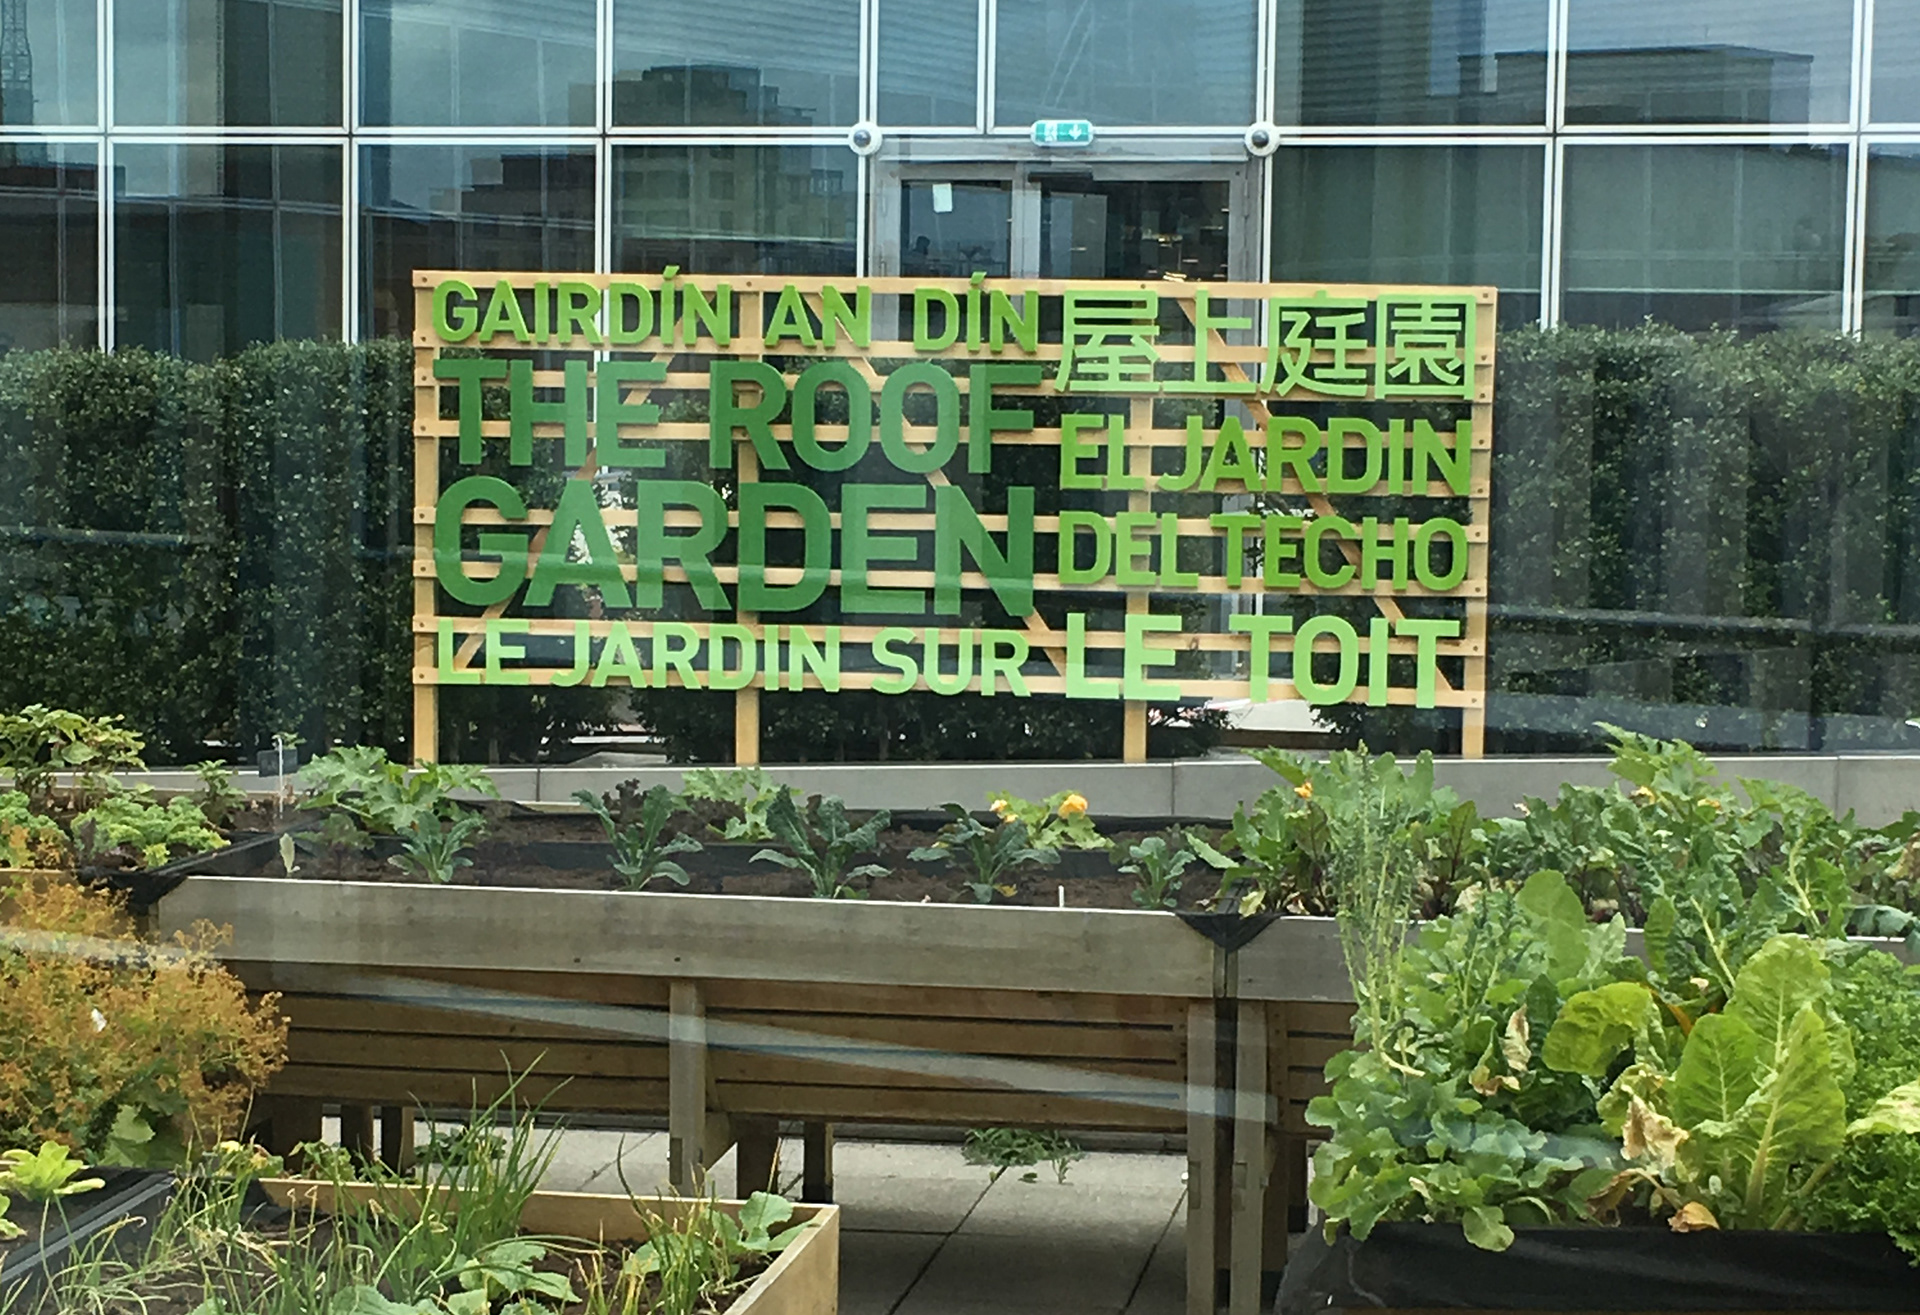 GAIRDÍN AN DÍN
THE ROOF
GARDEN
LE JARDIN SUR
屋上庭園
EL JARDIN
DEL TECHO
LE TOIT